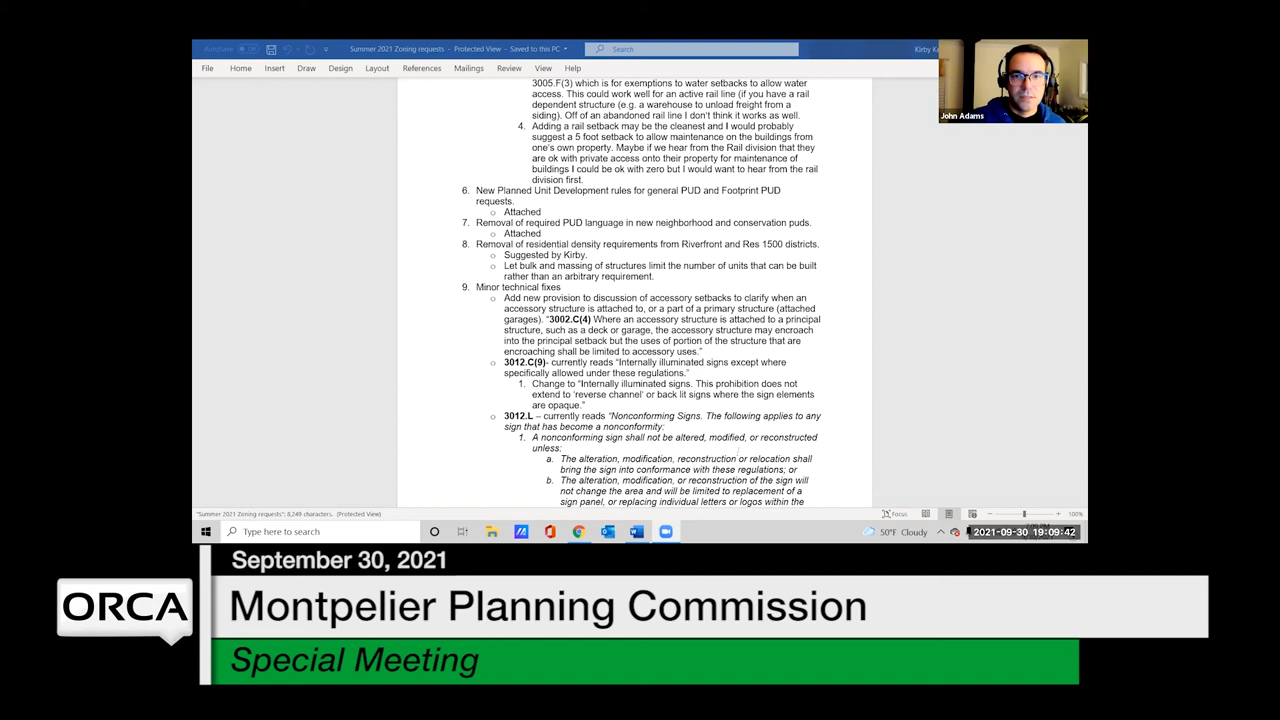 AutoSave
Off
Summer 2021 Zoning requests - Protected View - Saved to this PC
Search
File Home Insert Draw Design Layout References Mailings Review View Help
John Adams
3005.F(3) which is for exemptions to water setbacks to allow water
access. This could work well for an active rail line (if you have a rail
dependent structure (e.g. a warehouse to unload freight from a
siding). Off of an abandoned rail line I don't think it works as well.
4. Adding a rail setback may be the cleanest and I would probably
suggest a 5 foot setback to allow maintenance on the buildings from
one's own property. Maybe if we hear from the Rail division that they
are ok with private access onto their property for maintenance of
buildings I could be ok with zero but I would want to hear from the rail
division first.
6. New Planned Unit Development rules for general PUD and Footprint PUD
requests.
o Attached
7. Removal of required PUD language in new neighborhood and conservation puds.
o Attached
8. Removal of residential density requirements from Riverfront and Res 1500 districts.
o Suggested by Kirby.
o Let bulk and massing of structures limit the number of units that can be built
rather than an arbitrary requirement.
9. Minor technical fixes
o Add new provision to discussion of accessory setbacks to clarify when an
accessory structure is attached to, or a part of a primary structure (attached
garages). "3002.C(4) Where an accessory structure is attached to a principal
structure, such as a deck or garage, the accessory structure may encroach
into the principal setback but the uses of portion of the structure that are
encroaching shall be limited to accessory uses."
o 3012.C(9)- currently reads "Internally illuminated signs except where
specifically allowed under these regulations."
1. Change to "Internally illuminated signs. This prohibition does not
extend to 'reverse channel' or back lit signs where the sign elements
are opaque."
o 3012.L – currently reads "Nonconforming Signs. The following applies to any
sign that has become a nonconformity:
1. A nonconforming sign shall not be altered, modified, or reconstructed
unless:
a. The alteration, modification, reconstruction or relocation shall
bring the sign into conformance with these regulations; or
b. The alteration, modification, or reconstruction of the sign will
not change the area and will be limited to replacement of a
sign panel, or replacing individual letters or logos within the
"Summer 2021 Zoning requests": 8,249 characters. (Protected View)
Focus
100%
Type here to search
50°F Cloudy
2021-09-30 19:09:42
September 30, 2021
ORCA
Montpelier Planning Commission
Special Meeting